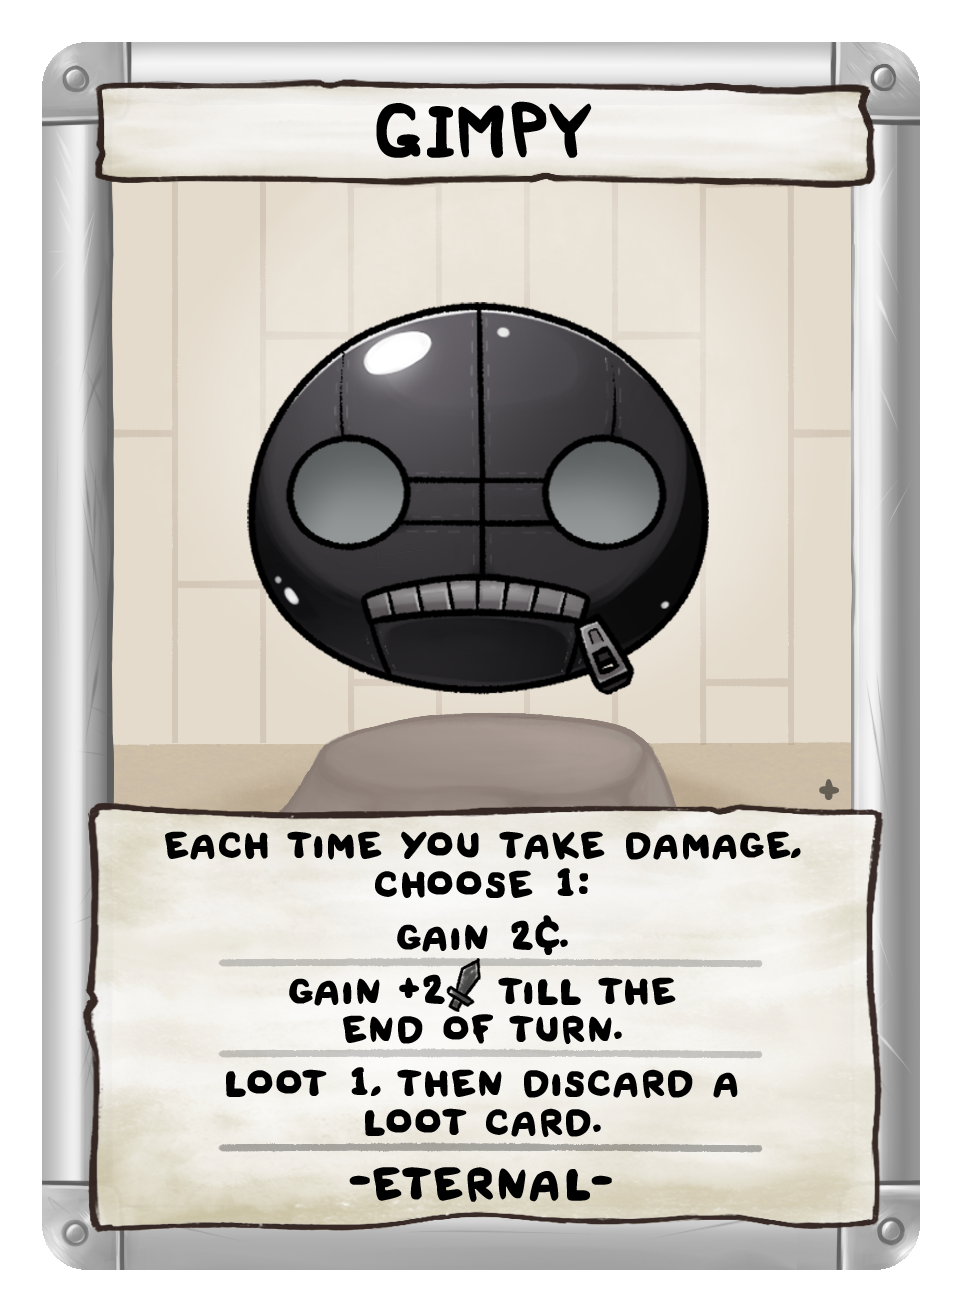 GIMPY
EACH TIME YOU TAKE DAMAGE,
CHOOSE 1:
GAIN 2¢.
GAIN +2 TILL THE
END OF TURN.
LOOT 1, THEN DISCARD A
LOOT CARD.
-ETERNAL-